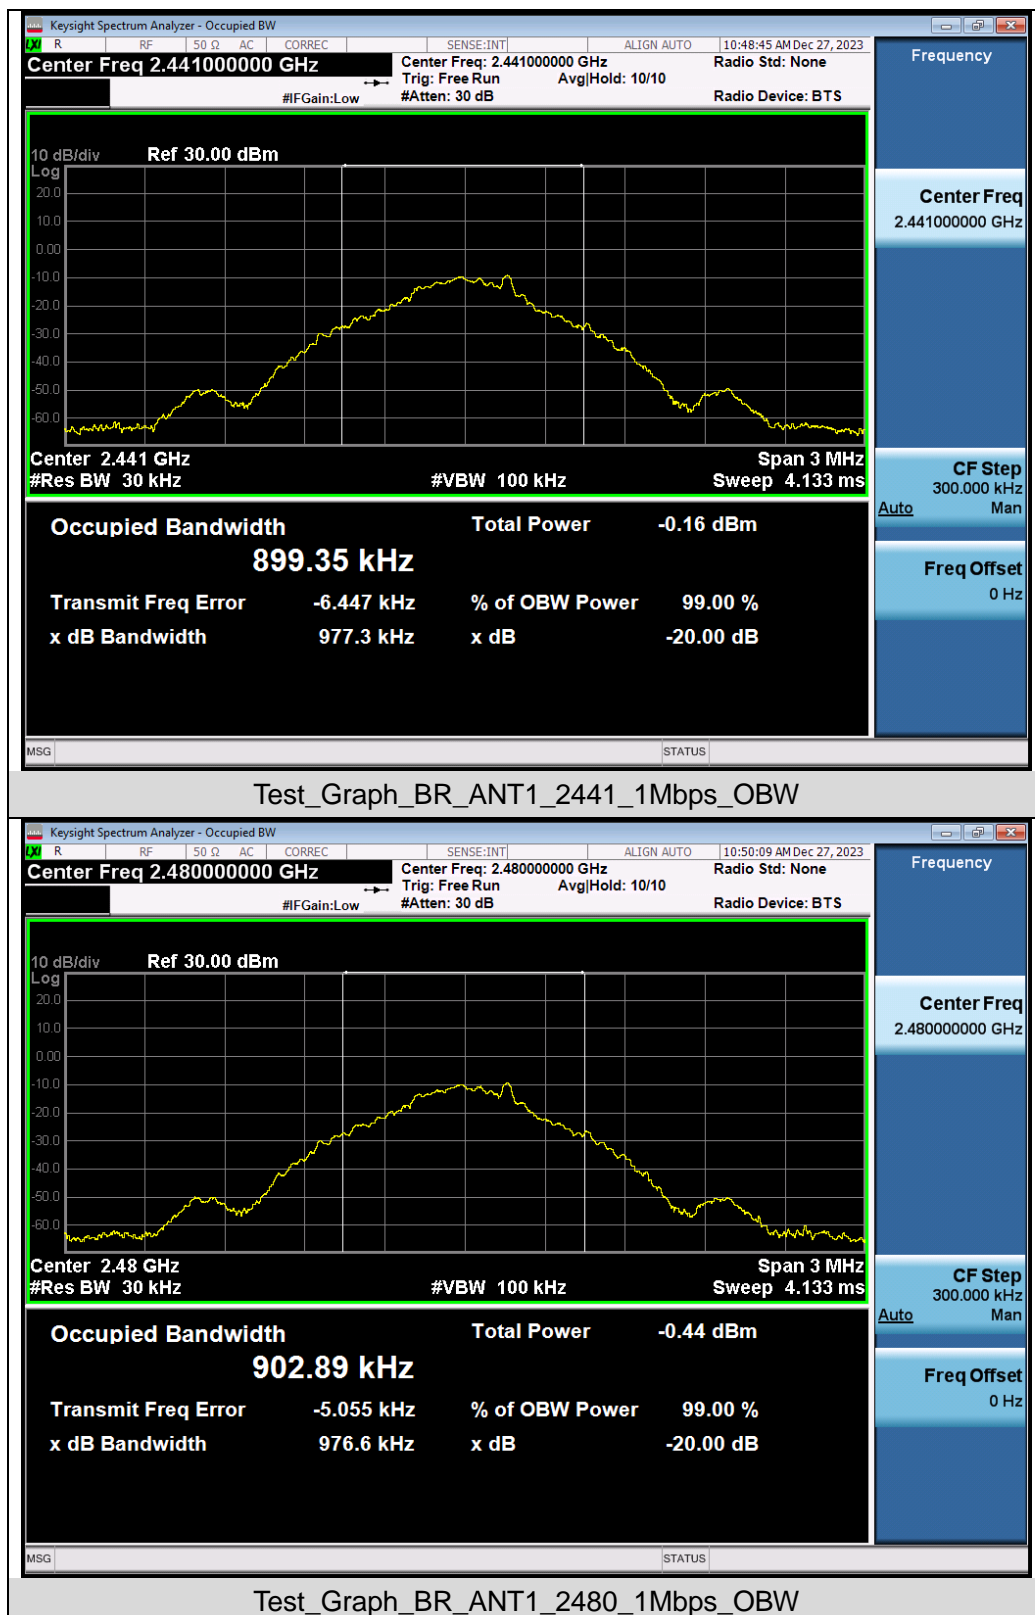 Keysight Spectrum Analyzer - Occupied BW
LXI R RF 50 Ω AC CORREC SENSE:INT ALIGN AUTO 10:48:45 AM Dec 27, 2023
Center Freq 2.441000000 GHz
Center Freq: 2.441000000 GHz
Radio Std: None
Trig: Free Run Avg|Hold: 10/10
#IFGain:Low #Atten: 30 dB Radio Device: BTS
Frequency
10 dB/div Ref 30.00 dBm
Log
20.0
10.0
0.00
-10.0
-20.0
-30.0
-40.0
-50.0
-60.0
Center Freq
2.441000000 GHz
Center 2.441 GHz Span 3 MHz
#Res BW 30 kHz #VBW 100 kHz Sweep 4.133 ms
CF Step
300.000 kHz
Auto Man
Occupied Bandwidth Total Power -0.16 dBm
899.35 kHz
Freq Offset
0 Hz
Transmit Freq Error -6.447 kHz % of OBW Power 99.00 %
x dB Bandwidth 977.3 kHz x dB -20.00 dB
MSG STATUS
Test_Graph_BR_ANT1_2441_1Mbps_OBW
Keysight Spectrum Analyzer - Occupied BW
LXI R RF 50 Ω AC CORREC SENSE:INT ALIGN AUTO 10:50:09 AM Dec 27, 2023
Center Freq 2.480000000 GHz
Center Freq: 2.480000000 GHz
Radio Std: None
Trig: Free Run Avg|Hold: 10/10
#IFGain:Low #Atten: 30 dB Radio Device: BTS
Frequency
10 dB/div Ref 30.00 dBm
Log
20.0
10.0
0.00
-10.0
-20.0
-30.0
-40.0
-50.0
-60.0
Center Freq
2.480000000 GHz
Center 2.48 GHz Span 3 MHz
#Res BW 30 kHz #VBW 100 kHz Sweep 4.133 ms
CF Step
300.000 kHz
Auto Man
Occupied Bandwidth Total Power -0.44 dBm
902.89 kHz
Freq Offset
0 Hz
Transmit Freq Error -5.055 kHz % of OBW Power 99.00 %
x dB Bandwidth 976.6 kHz x dB -20.00 dB
MSG STATUS
Test_Graph_BR_ANT1_2480_1Mbps_OBW